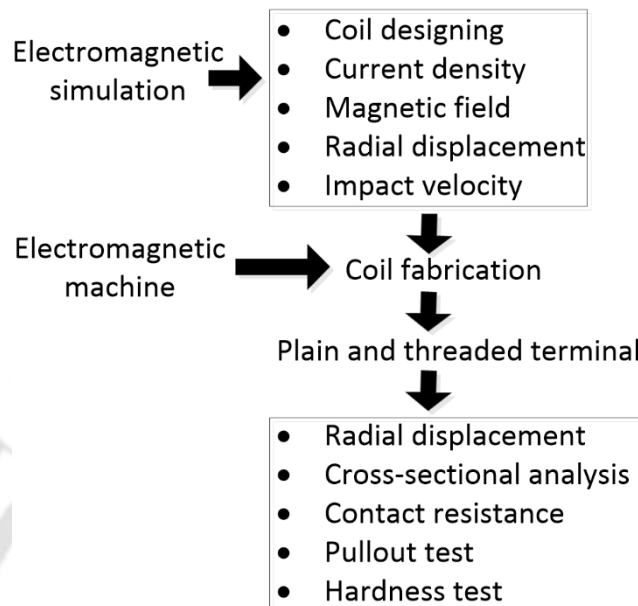 Electromagnetic
simulation
• Coil designing
• Current density
• Magnetic field
• Radial displacement
• Impact velocity
Electromagnetic
machine
Coil fabrication
Plain and threaded terminal
• Radial displacement
• Cross-sectional analysis
• Contact resistance
• Pullout test
• Hardness test